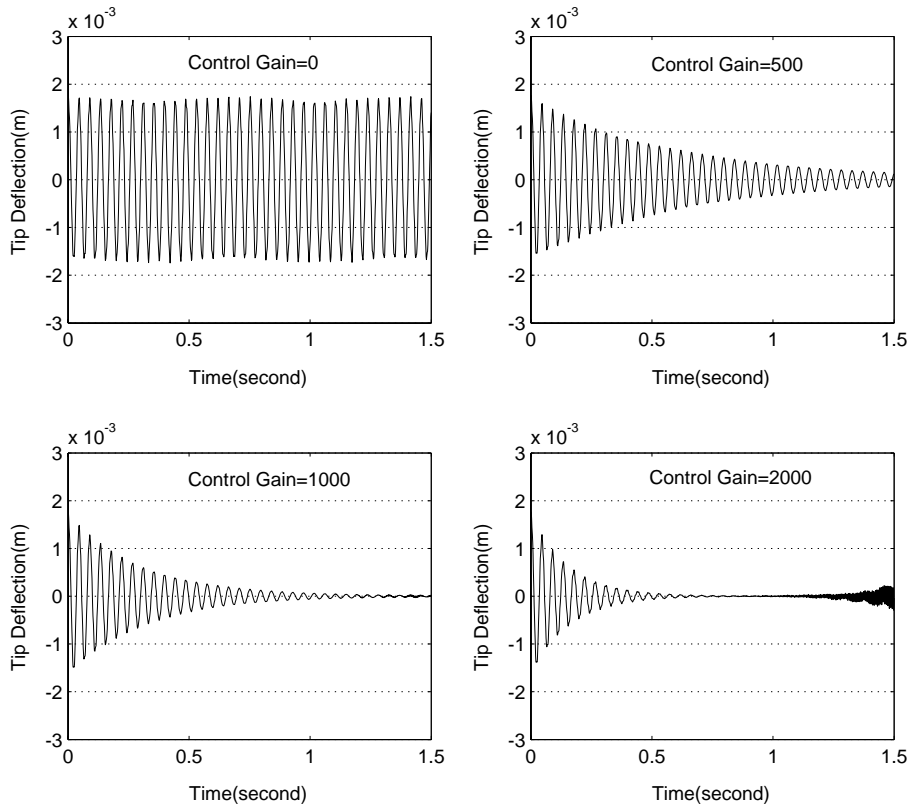 x 10-3
3
2
1
0
-1
-2
-3
Tip Deflection(m)
Control Gain=0
0
0.5
1
1.5
Time(second)
x 10-3
3
2
1
0
-1
-2
-3
Tip Deflection(m)
Control Gain=500
0
0.5
1
1.5
Time(second)
x 10-3
3
2
1
0
-1
-2
-3
Tip Deflection(m)
Control Gain=1000
0
0.5
1
1.5
Time(second)
x 10-3
3
2
1
0
-1
-2
-3
Tip Deflection(m)
Control Gain=2000
0
0.5
1
1.5
Time(second)